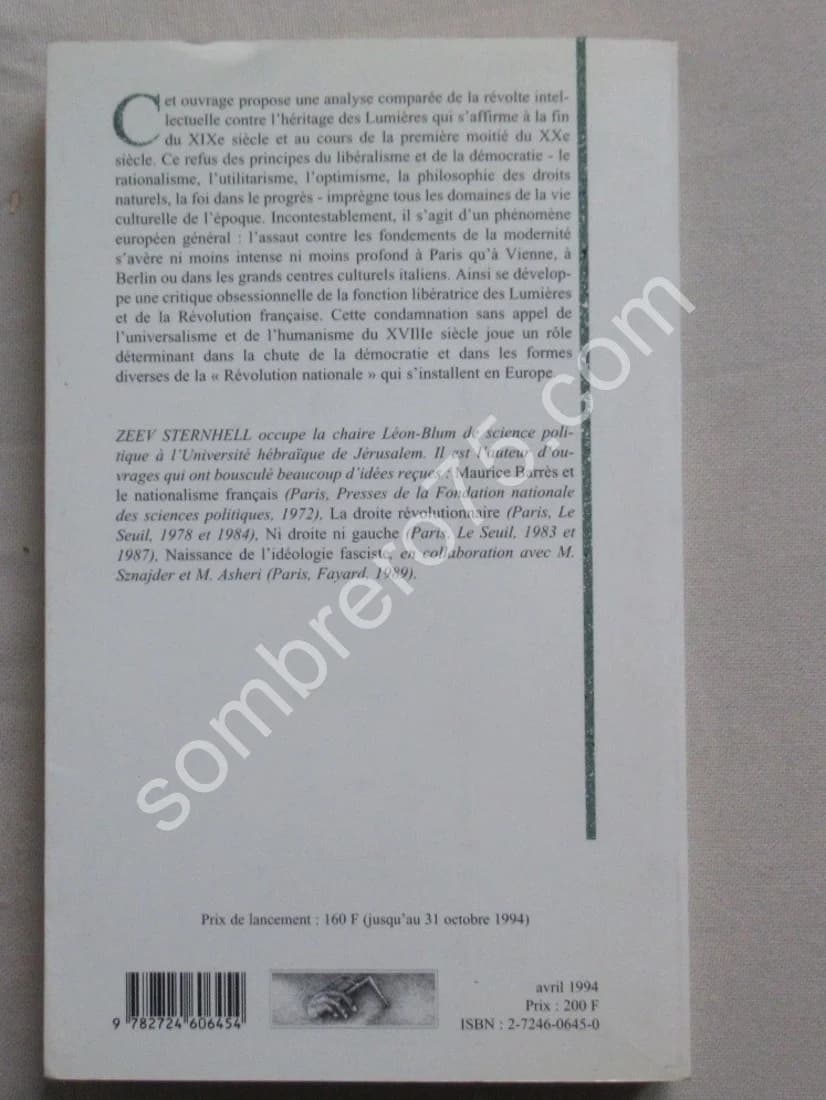 Cet ouvrage propose une analyse comparée de la révolte intel-
lectuelle contre l'héritage des Lumières qui s'affirme à la fin
du XIXe siècle et au cours de la première moitié du XXe
siècle. Ce refus des principes du libéralisme et de la démocratie - le
rationalisme, l'utilitarisme, l'optimisme, la philosophie des droits
naturels, la foi dans le progrès - imprègne tous les domaines de la vie
culturelle de l'époque. Incontestablement, il s'agit d'un phénomène
européen général : l'assaut contre les fondements de la modernité
s'avère ni moins intense ni moins profond à Paris qu'à Vienne, à
Berlin ou dans les grands centres culturels italiens. Ainsi se dévelop-
pe une critique obsessionnelle de la fonction libératrice des Lumières
et de la Révolution française. Cette condamnation sans appel de
l'universalisme et de l'humanisme du XVIIIe siècle joue un rôle
déterminant dans la chute de la démocratie et dans les formes
diverses de la « Révolution nationale » qui s'installent en Europe.
ZEEV STERNHELL occupe la chaire Léon-Blum de science poli-
tique à l'Université hébraïque de Jérusalem. Il est l'auteur d'ou-
vrages qui ont bousculé beaucoup d'idées reçues : Maurice Barrès et
le nationalisme français (Paris, Presses de la Fondation nationale
des sciences politiques, 1972), La droite révolutionnaire (Paris, Le
Seuil, 1978 et 1984), Ni droite ni gauche (Paris, Le Seuil, 1983 et
1987), Naissance de l'idéologie fasciste, en collaboration avec M.
Sznajder et M. Asheri (Paris, Fayard, 1989).
sombrero75.com
Prix de lancement : 160 F (jusqu'au 31 octobre 1994)
9 782724 606454
avril 1994
Prix : 200 F
ISBN : 2-7246-0645-0